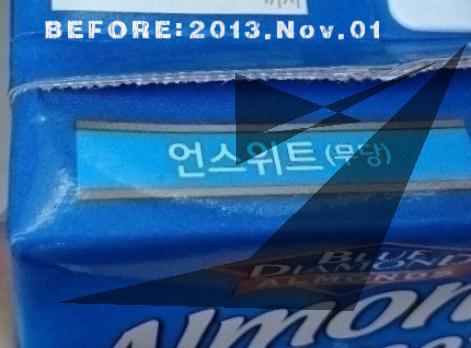 BEFORE:2013.Nov.01
언스위트(무당)
BLUE
DIAMOND
ALMONDS
Almon